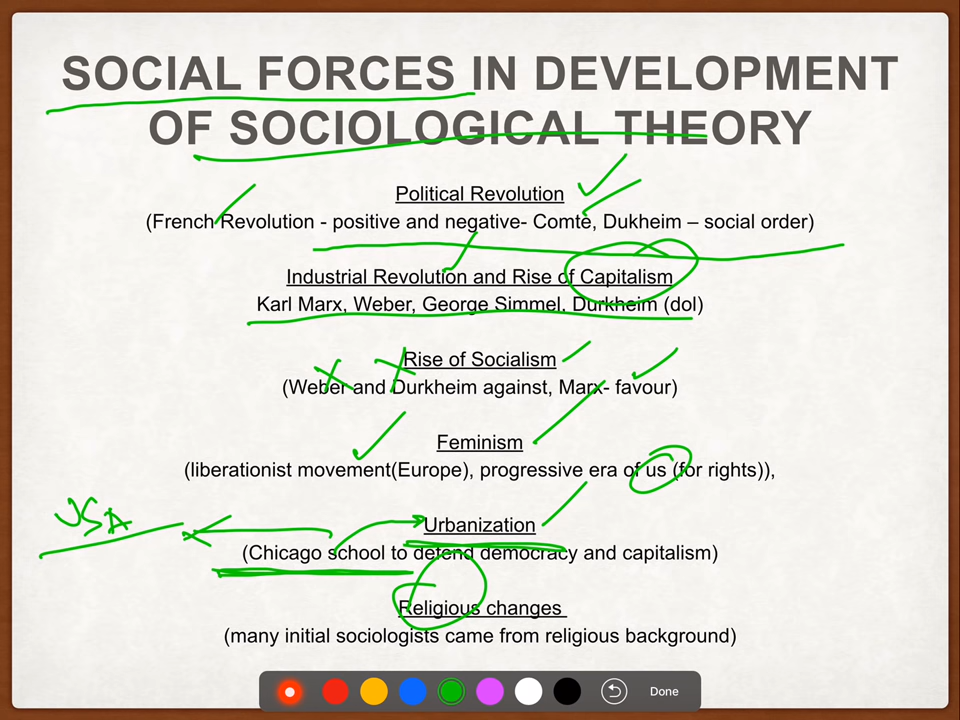 SOCIAL FORCES IN DEVELOPMENT
OF SOCIOLOGICAL THEORY
Political Revolution
(French Revolution - positive and negative- Comte, Dukheim – social order)
Industrial Revolution and Rise of Capitalism
Karl Marx, Weber, George Simmel, Durkheim (dol)
Rise of Socialism
(Weber and Durkheim against, Marx- favour)
Feminism
(liberationist movement(Europe), progressive era of us (for rights)),
USA
Urbanization
(Chicago school to defend democracy and capitalism)
Religious changes
(many initial sociologists came from religious background)
Done